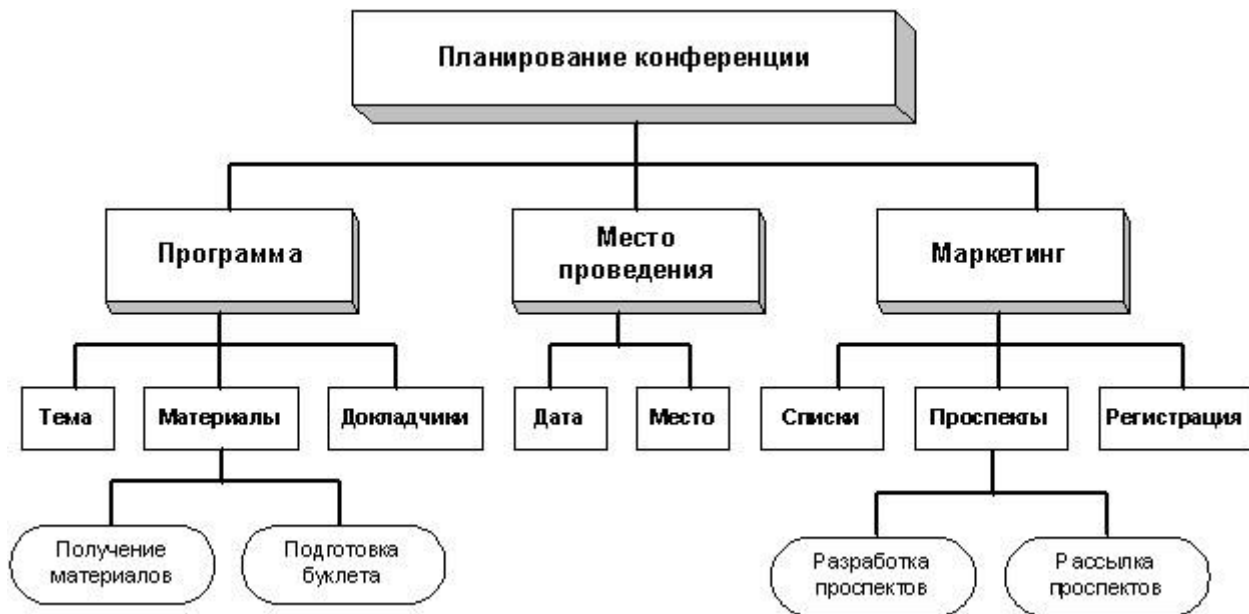 Планирование конференции
Программа
Место
проведения
Маркетинг
Тема
Материалы
Докладчики
Дата
Место
Списки
Проспекты
Регистрация
Получение
материалов
Подготовка
буклета
Разработка
проспектов
Рассылка
проспектов